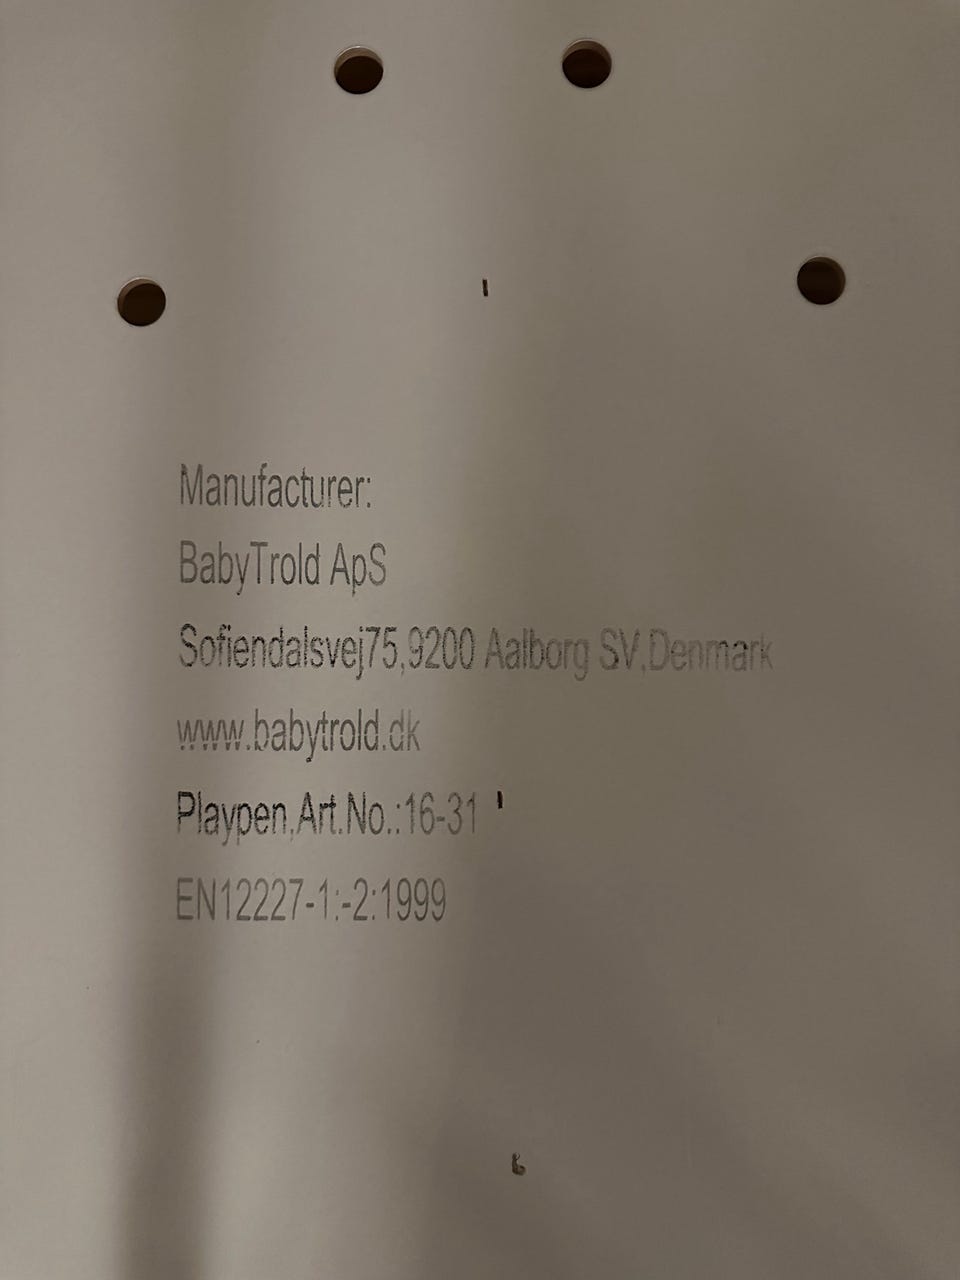 Manufacturer:
BabyTrold ApS
Sofiendalsvej75,9200 Aalborg SV,Denmark
www.babytrold.dk
Playpen,Art.No.:16-31
EN12227-1:-2:1999